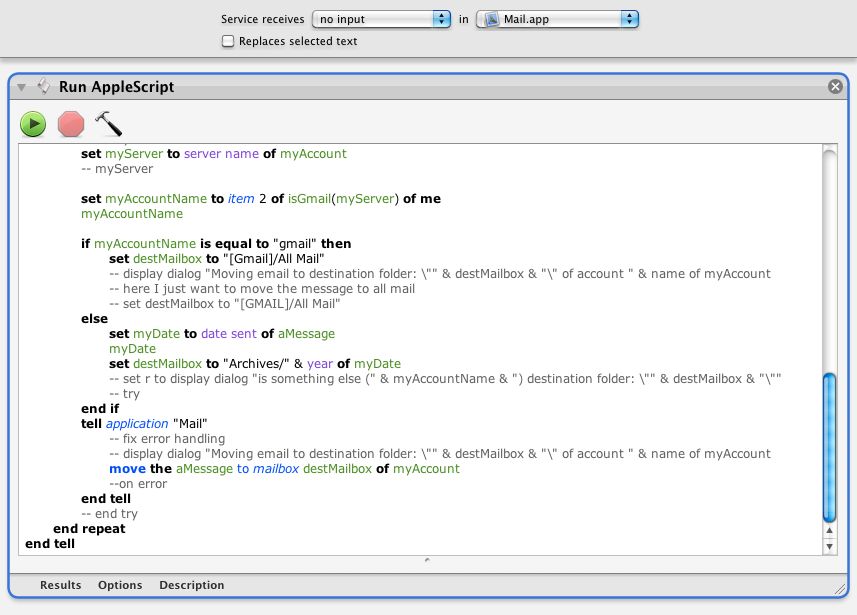 Service receives no input in Mail.app
Replaces selected text
Run AppleScript
set myServer to server name of myAccount
-- myServer
set myAccountName to item 2 of isGmail(myServer) of me
myAccountName
if myAccountName is equal to "gmail" then
set destMailbox to "[Gmail]/All Mail"
-- display dialog "Moving email to destination folder: \"" & destMailbox & "\" of account " & name of myAccount
-- here I just want to move the message to all mail
-- set destMailbox to "[GMAIL]/All Mail"
else
set myDate to date sent of aMessage
myDate
set destMailbox to "Archives/" & year of myDate
-- set r to display dialog "is something else (" & myAccountName & ") destination folder: \"" & destMailbox & "\""
-- try
end if
tell application "Mail"
-- fix error handling
-- display dialog "Moving email to destination folder: \"" & destMailbox & "\" of account " & name of myAccount
move the aMessage to mailbox destMailbox of myAccount
--on error
end tell
-- end try
end repeat
end tell
Results Options Description